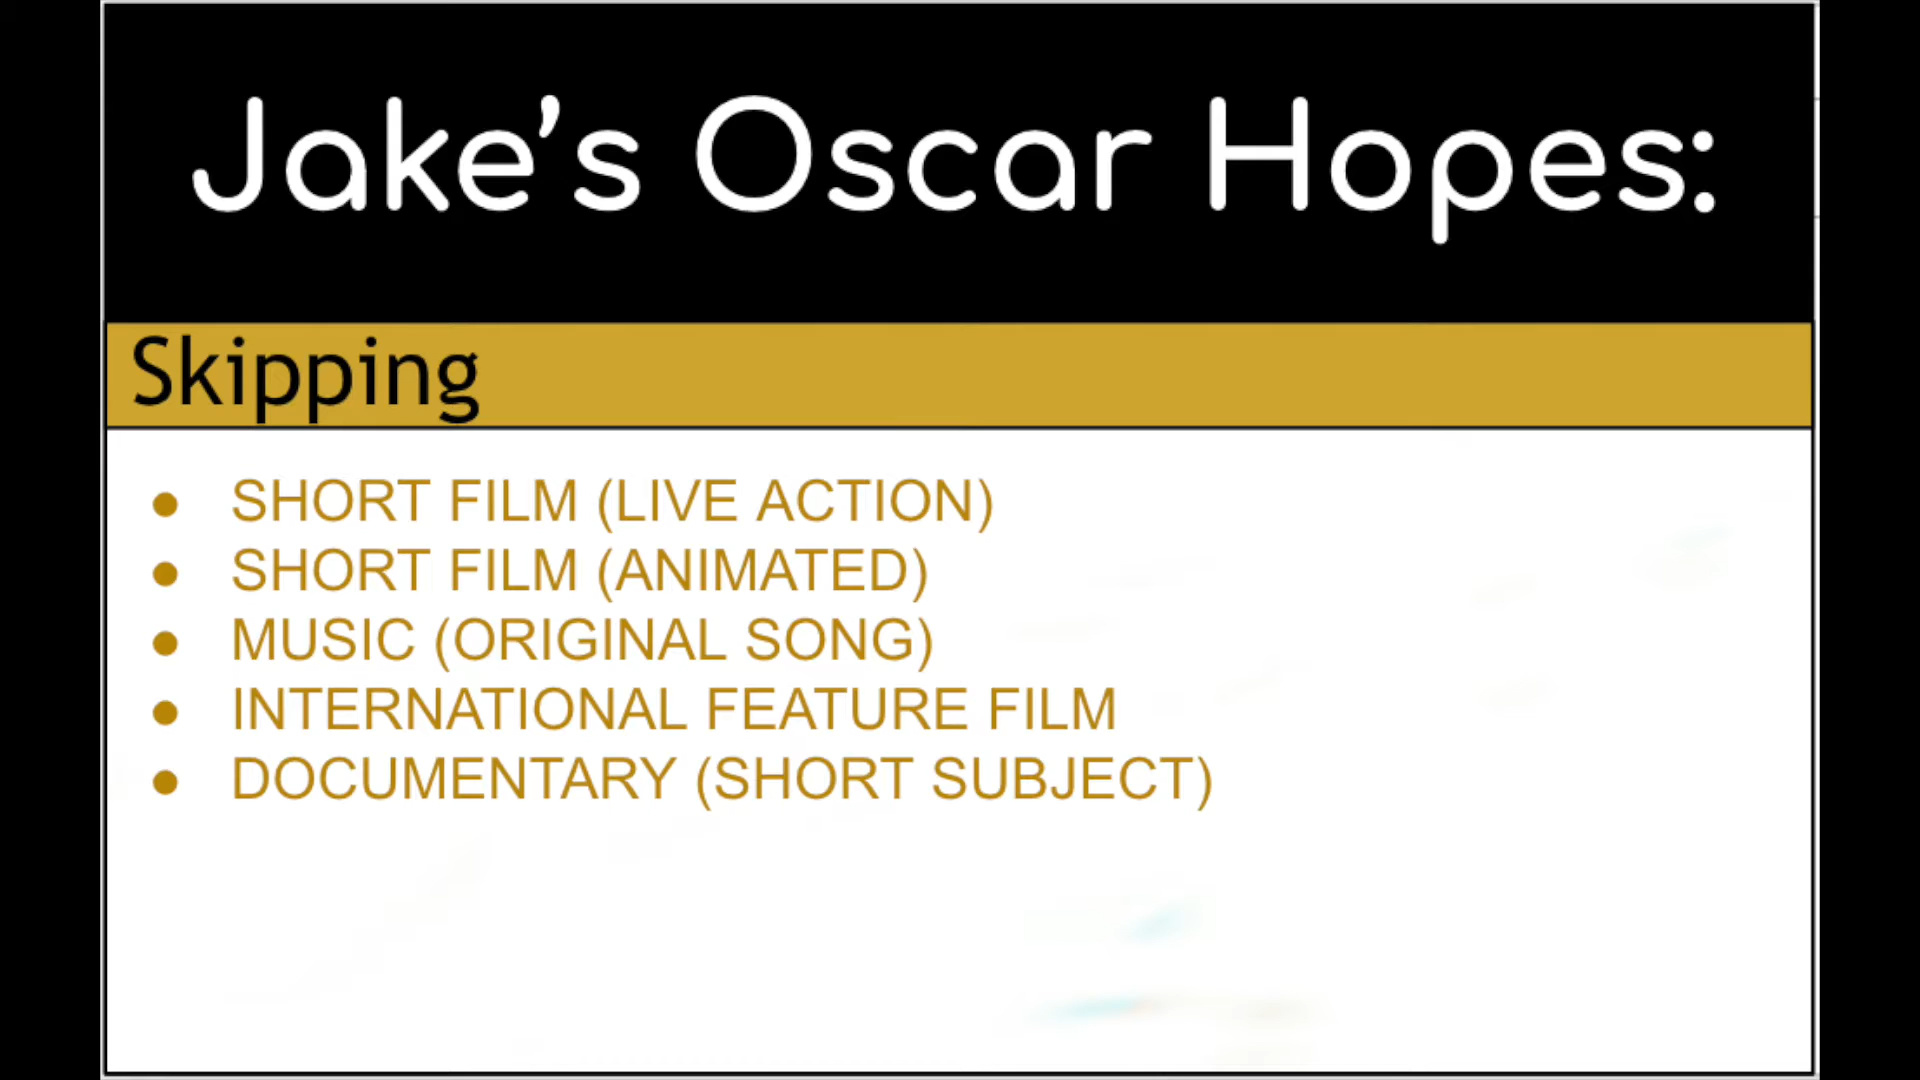 Jake’s Oscar Hopes:
Skipping
● SHORT FILM (LIVE ACTION)
● SHORT FILM (ANIMATED)
● MUSIC (ORIGINAL SONG)
● INTERNATIONAL FEATURE FILM
● DOCUMENTARY (SHORT SUBJECT)